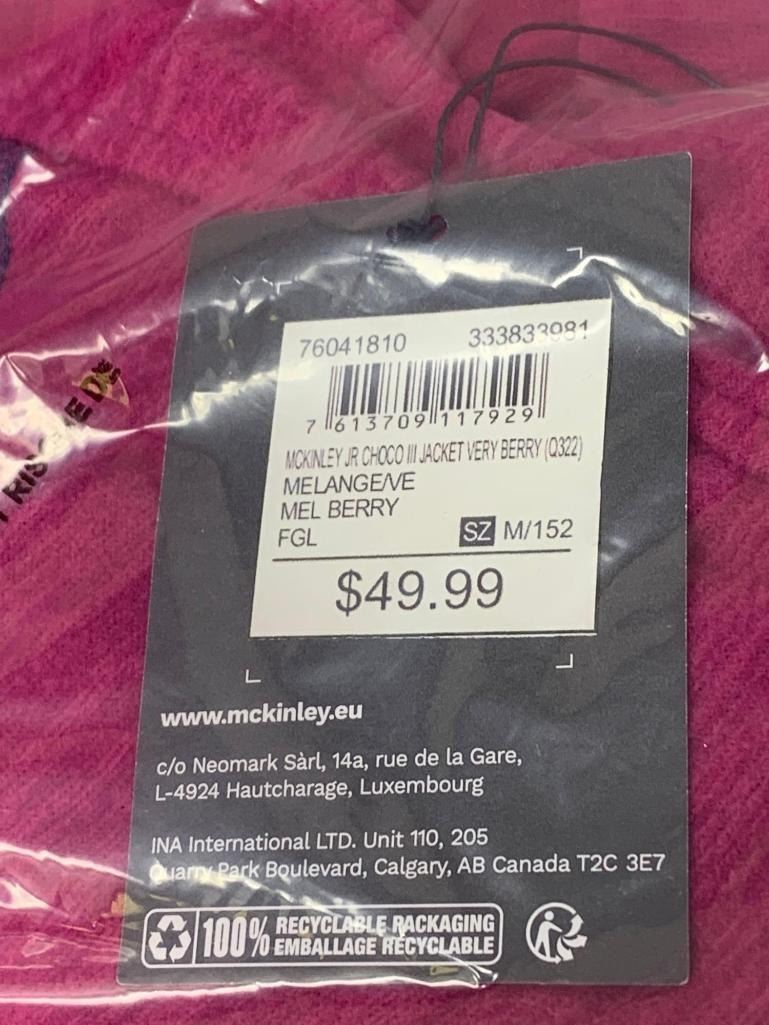 76041810 333833981
7 613709 117929
MCKINLEY JR CHOCO III JACKET VERY BERRY (Q322)
MELANGE/VE
MEL BERRY
FGL SZ M/152
$49.99
www.mckinley.eu
c/o Neomark Sàrl, 14a, rue de la Gare,
L-4924 Hautcharage, Luxembourg
INA International LTD. Unit 110, 205
Quarry Park Boulevard, Calgary, AB Canada T2C 3E7
100% RECYCLABLE PACKAGING
EMBALLAGE RECYCLABLE